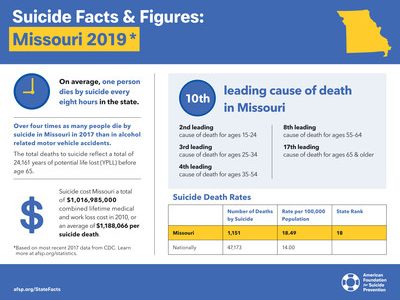 Suicide Facts & Figures:
Missouri 2019*
On average, one person
dies by suicide every
eight hours in the state.
Over four times as many people die by
suicide in Missouri in 2017 than in alcohol
related motor vehicle accidents.
The total deaths to suicide reflect a total of
24,161 years of potential life lost (YPLL) before
age 65.
$
Suicide cost Missouri a total
of $1,016,985,000
combined lifetime medical
and work loss cost in 2010, or
an average of $1,188,066 per
suicide death.
*Based on most recent 2017 data from CDC. Learn
more at afsp.org/statistics.
10th
leading cause of death
in Missouri
2nd leading
cause of death for ages 15-24
3rd leading
cause of death for ages 25-34
4th leading
cause of death for ages 35-54
8th leading
cause of death for ages 55-64
17th leading
cause of death for ages 65 & older
Suicide Death Rates
Number of Deaths
by Suicide
Rate per 100,000
Population
State Rank
Missouri 1,151 18.49 18
Nationally 47,173 14.00
afsp.org/StateFacts
American
Foundation
for Suicide
Prevention